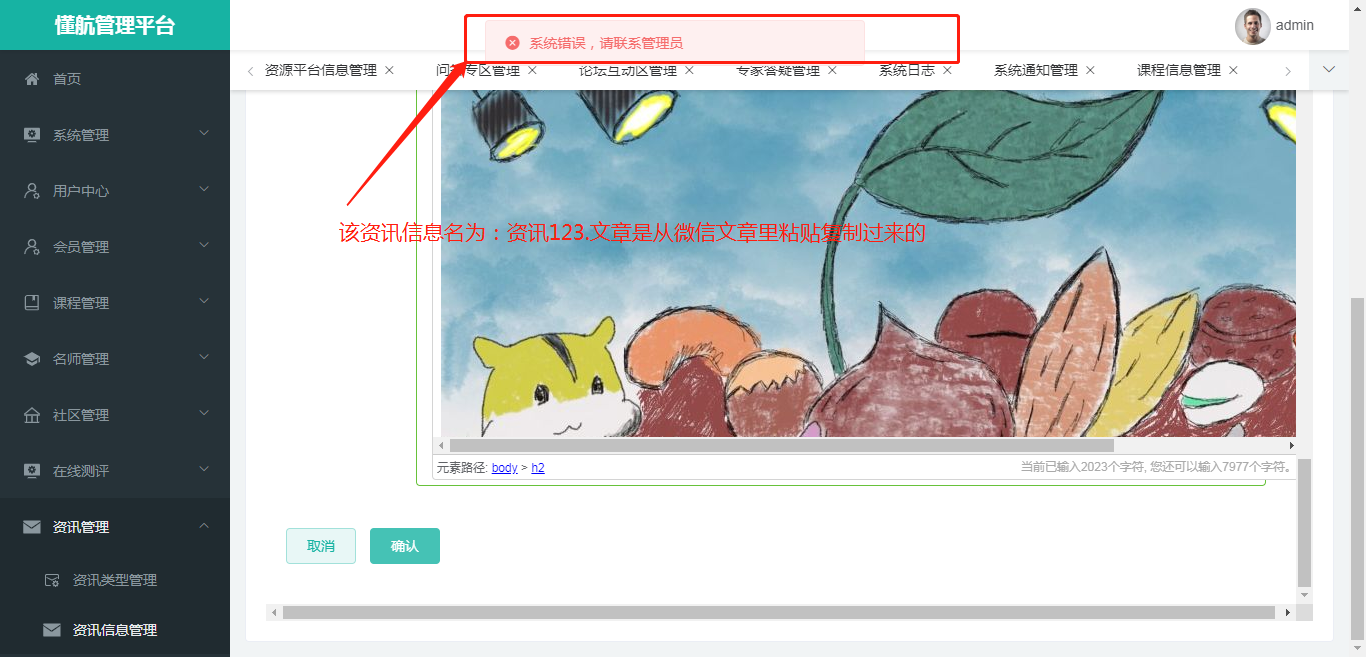 懂航管理平台
admin
系统错误，请联系管理员
资源平台信息管理
问答专区管理
论坛互动区管理
专家答疑管理
系统日志
系统通知管理
课程信息管理
首页
系统管理
用户中心
会员管理
课程管理
名师管理
社区管理
在线测评
资讯管理
资讯类型管理
资讯信息管理
该资讯信息名为：资讯123.文章是从微信文章里粘贴复制过来的
元素路径: body > h2
当前已输入2023个字符, 您还可以输入7977个字符。
取消
确认